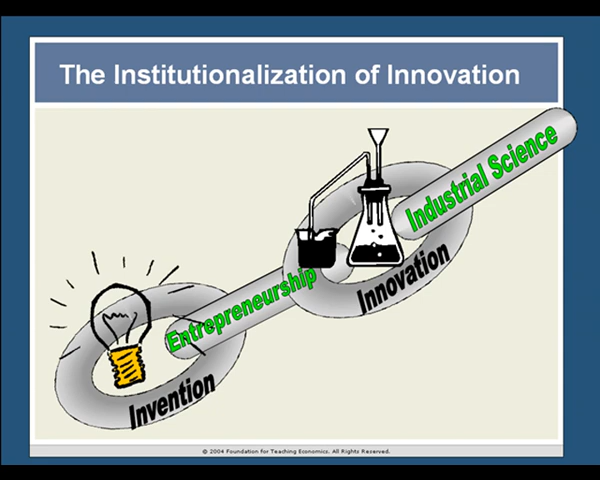 The Institutionalization of Innovation
Industrial Science
Innovation
Entrepreneurship
Invention
© 2004 Foundation for Teaching Economics. All Rights Reserved.